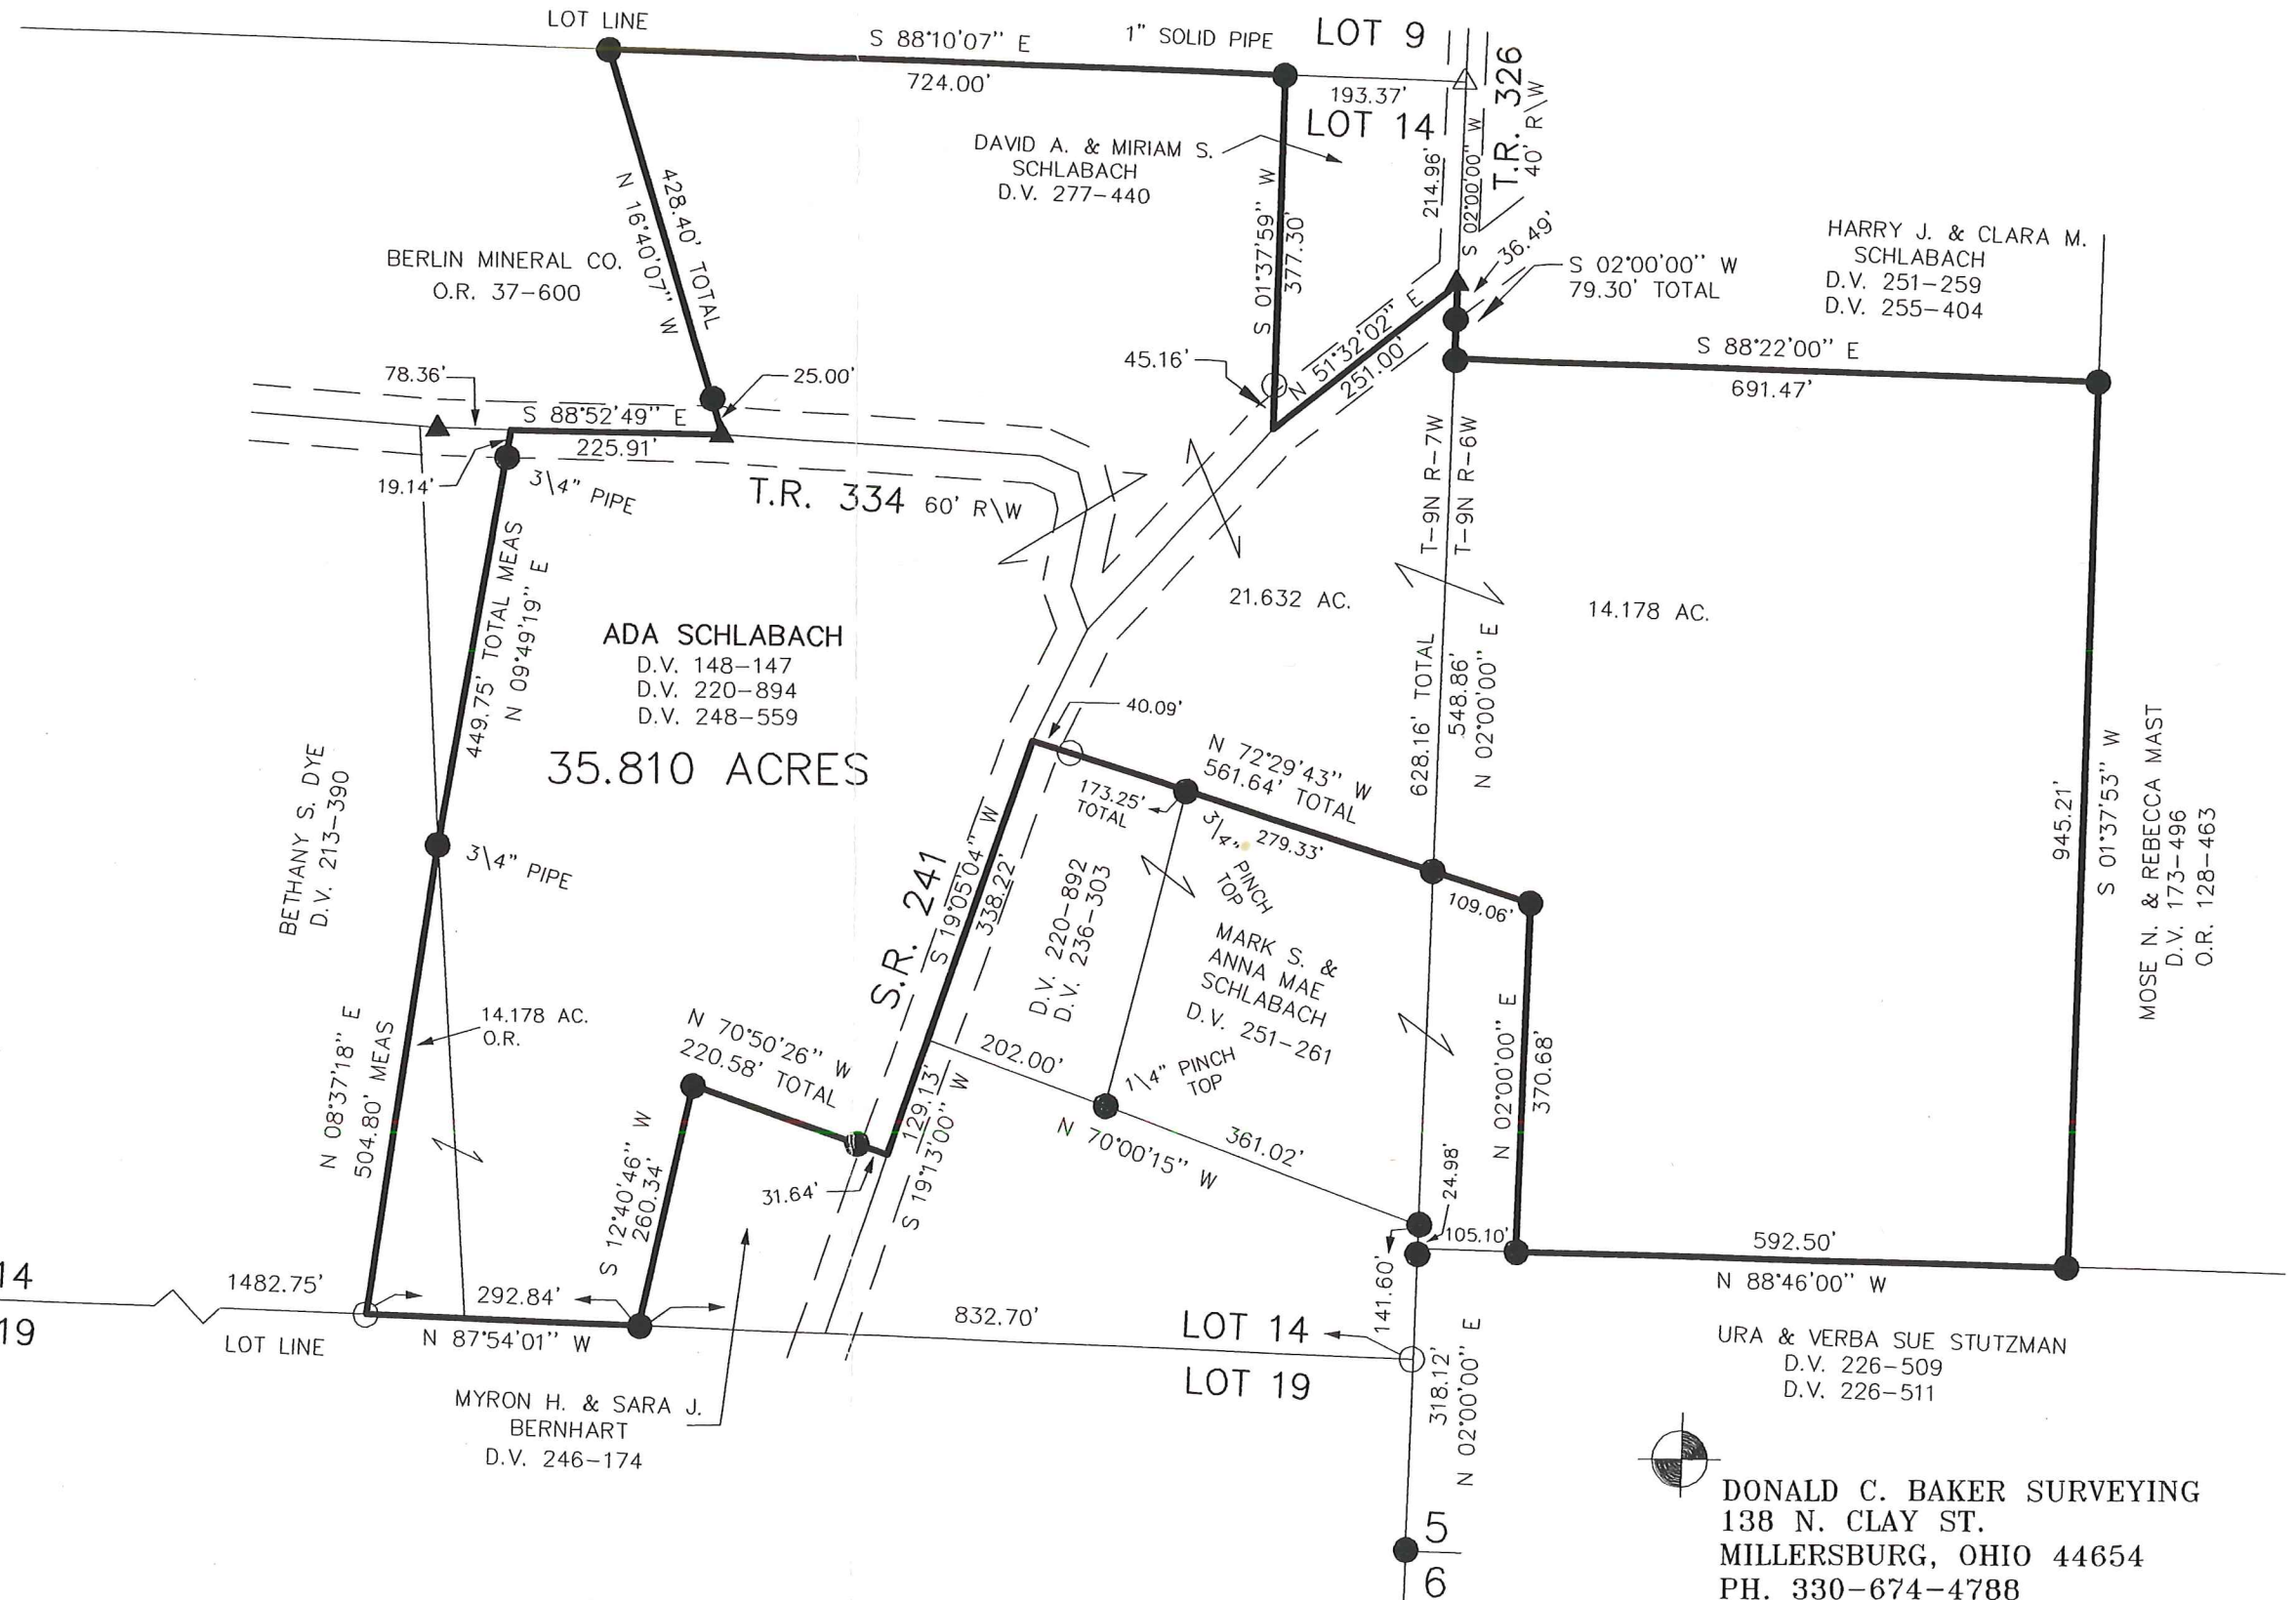 LOT LINE
S 88°10'07" E
724.00'
1" SOLID PIPE
LOT 9
193.37'
LOT 14
T.R. 326
40' R\W
S 02°00'00" W
214.96'
DAVID A. & MIRIAM S.
SCHLABACH
D.V. 277-440
S 01°37'59" W
377.30'
428.40' TOTAL
N 16°40'07" W
BERLIN MINERAL CO.
O.R. 37-600
36.49'
S 02°00'00" W
79.30' TOTAL
HARRY J. & CLARA M.
SCHLABACH
D.V. 251-259
D.V. 255-404
S 88°22'00" E
691.47'
45.16'
N 51°32'02" E
251.00'
78.36'
25.00'
S 88°52'49" E
225.91'
19.14'
3\4" PIPE
T.R. 334 60' R\W
T-9N R-7W
T-9N R-6W
21.632 AC.
14.178 AC.
449.75' TOTAL MEAS
N 09°49'19" E
ADA SCHLABACH
D.V. 148-147
D.V. 220-894
D.V. 248-559
35.810 ACRES
628.16' TOTAL
548.86'
N 02°00'00" E
40.09'
N 72°29'43" W
561.64' TOTAL
173.25'
TOTAL
3/4" PINCH
TOP
279.33'
109.06'
BETHANY S. DYE
D.V. 213-390
3\4" PIPE
S.R. 241
S 19°05'04" W
338.22'
D.V. 220-892
D.V. 236-303
MARK S. &
ANNA MAE
SCHLABACH
D.V. 251-261
945.21'
S 01°37'53" W
MOSE N. & REBECCA MAST
D.V. 173-496
O.R. 128-463
14.178 AC.
O.R.
N 08°37'18" E
504.80' MEAS
N 70°50'26" W
220.58' TOTAL
202.00'
1\4" PINCH
TOP
129.13'
S 19°13'00" W
N 70°00'15" W
361.02'
N 02°00'00" E
370.68'
S 12°40'46" W
260.34'
31.64'
24.98'
105.10'
592.50'
N 88°46'00" W
141.60'
14
19
1482.75'
LOT LINE
292.84'
N 87°54'01" W
832.70'
LOT 14
LOT 19
318.12'
N 02°00'00" E
URA & VERBA SUE STUTZMAN
D.V. 226-509
D.V. 226-511
MYRON H. & SARA J.
BERNHART
D.V. 246-174
5
6
DONALD C. BAKER SURVEYING
138 N. CLAY ST.
MILLERSBURG, OHIO 44654
PH. 330-674-4788